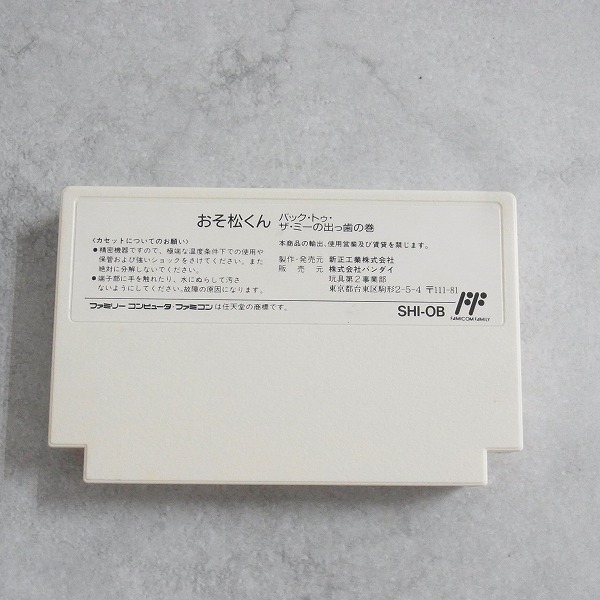 おそ松くん バック・トゥ・
ザ・ミーの出っ歯の巻
〈カセットについてのお願い〉
●精密機器ですので、極端な温度条件下での使用や
保管および強いショックをさけてください。また
絶対に分解しないでください。
●端子部に手を触れたり、水にぬらして汚さ
ないようにしてください。故障の原因になります。
本商品の輸出、使用営業及び賃貸を禁じます。
製作・発売元 新正工業株式会社
販売元 株式会社バンダイ
玩具第2事業部
東京都台東区駒形2-5-4 〒111-81
ファミリーコンピュータ・ファミコンは任天堂の商標です。
SHI-OB
FAMICOM FAMILY